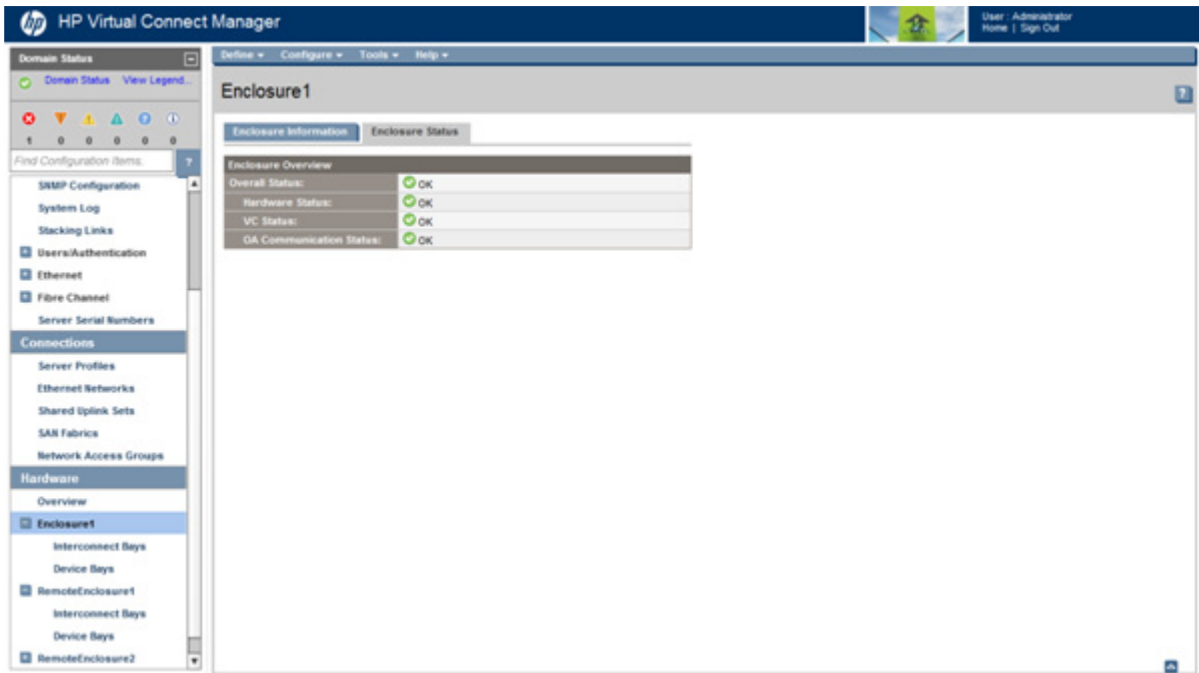 hp HP Virtual Connect Manager
User : Administrator
Home | Sign Out
Domain Status
Domain Status View Legend...
1 0 0 0 0 0
Find Configuration Items. ?
SNMP Configuration
System Log
Stacking Links
Users/Authentication
Ethernet
Fibre Channel
Server Serial Numbers
Connections
Server Profiles
Ethernet Networks
Shared Uplink Sets
SAN Fabrics
Network Access Groups
Hardware
Overview
Enclosure1
Interconnect Bays
Device Bays
RemoteEnclosure1
Interconnect Bays
Device Bays
RemoteEnclosure2
Define Configure Tools Help
Enclosure1 ?
Enclosure Information Enclosure Status
Enclosure Overview
Overall Status: OK
Hardware Status: OK
VC Status: OK
OA Communication Status: OK